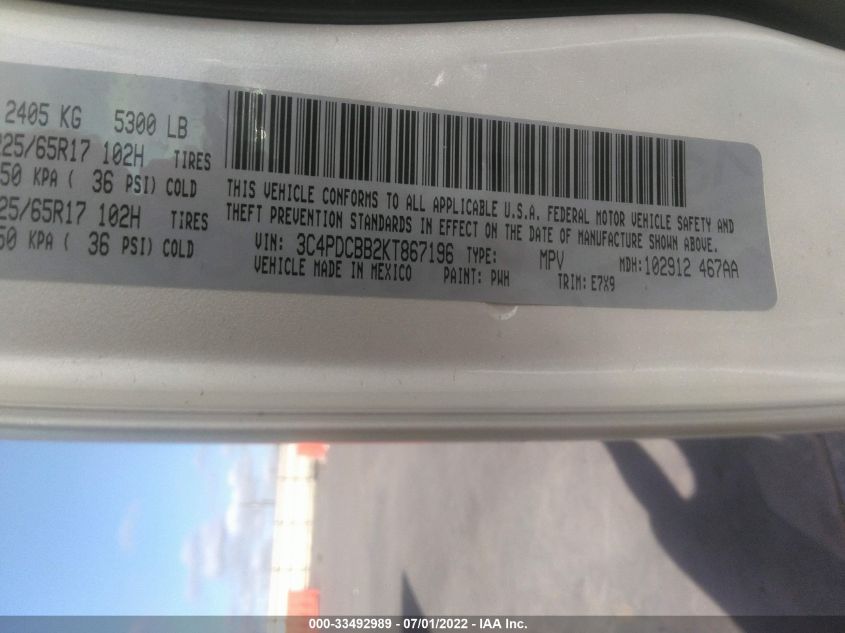 2405 KG 5300 LB
225/65R17 102H TIRES
50 KPA ( 36 PSI) COLD
25/65R17 102H TIRES
50 KPA ( 36 PSI) COLD
THIS VEHICLE CONFORMS TO ALL APPLICABLE U.S.A. FEDERAL MOTOR VEHICLE SAFETY AND
THEFT PREVENTION STANDARDS IN EFFECT ON THE DATE OF MANUFACTURE SHOWN ABOVE.
VIN: 3C4PDCBB2KT867196 TYPE: MPV MDH:102912 467AA
VEHICLE MADE IN MEXICO PAINT: PWH TRIM: E7X9
000-33492989 - 07/01/2022 - IAA Inc.